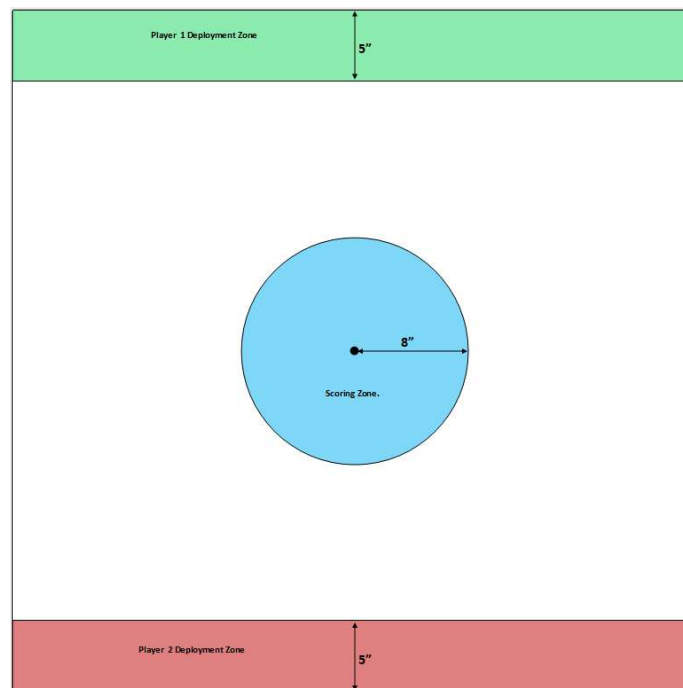 Player 1 Deployment Zone
5”
8”
Scoring Zone.
Player 2 Deployment Zone
5”